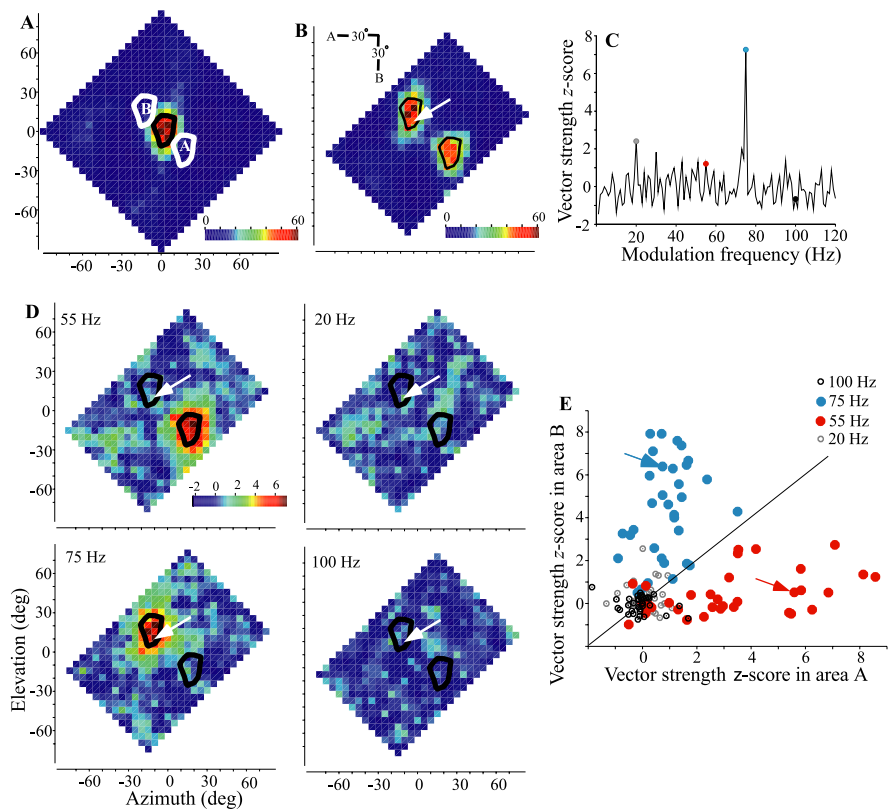 A
60
30
0
-30
-60
B
A
0
60
-60
-30
0
30
60
B
A
30°
30°
B
0
60
C
Vector strength z-score
8
6
4
2
0
-2
20
40
60
80
100
120
Modulation frequency (Hz)
D
55 Hz
60
30
0
-30
-60
-2
0
2
4
6
20 Hz
75 Hz
60
30
0
-30
-60
-60
-30
0
30
60
100 Hz
-60
-30
0
30
60
Elevation (deg)
Azimuth (deg)
E
100 Hz
75 Hz
55 Hz
20 Hz
Vector strength z-score in area B
8
6
4
2
0
-2
0
2
4
6
8
Vector strength z-score in area A